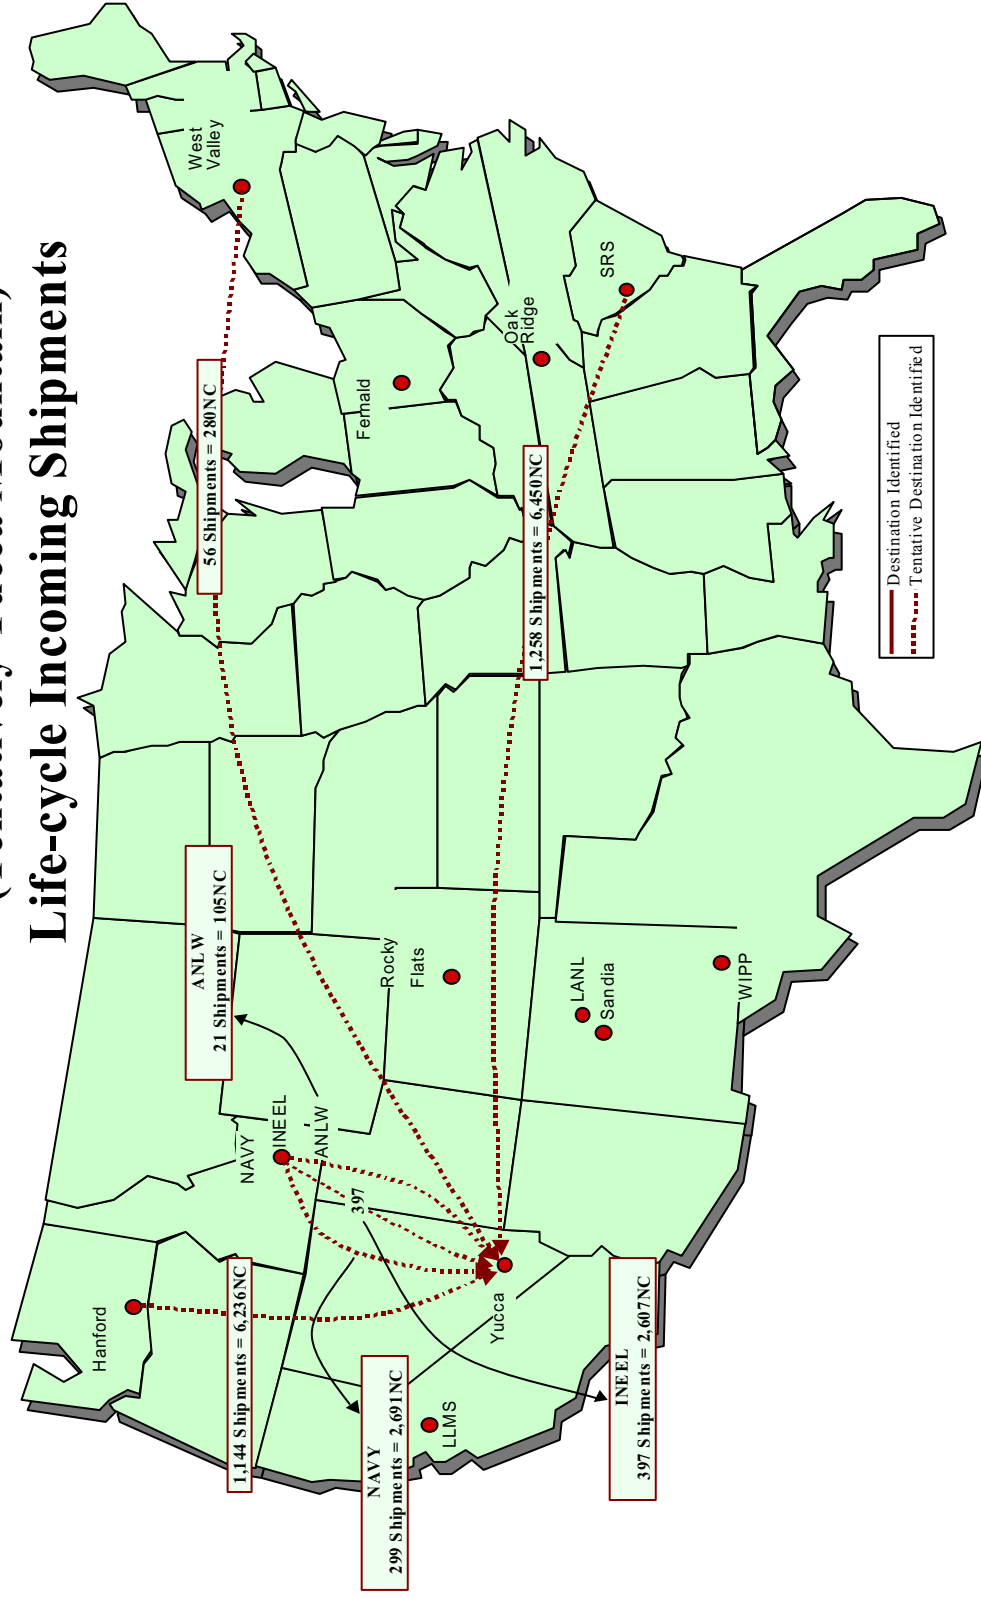 Life-cycle Incoming Shipments
West
Valley
56 Shipments = 280NC
Fernald
Oak
Ridge
SRS
1,258 Shipments = 6,450NC
ANLW
21 Shipments = 105NC
Rocky
Flats
LANL
Sandia
WIPP
NAVY
INEEL
ANLW
397
Hanford
1,144 Shipments = 6,236NC
Yucca
NAVY
299 Shipments = 2,691NC
LLMS
INEEL
397 Shipments = 2,607NC
Destination Identified
Tentative Destination Identified